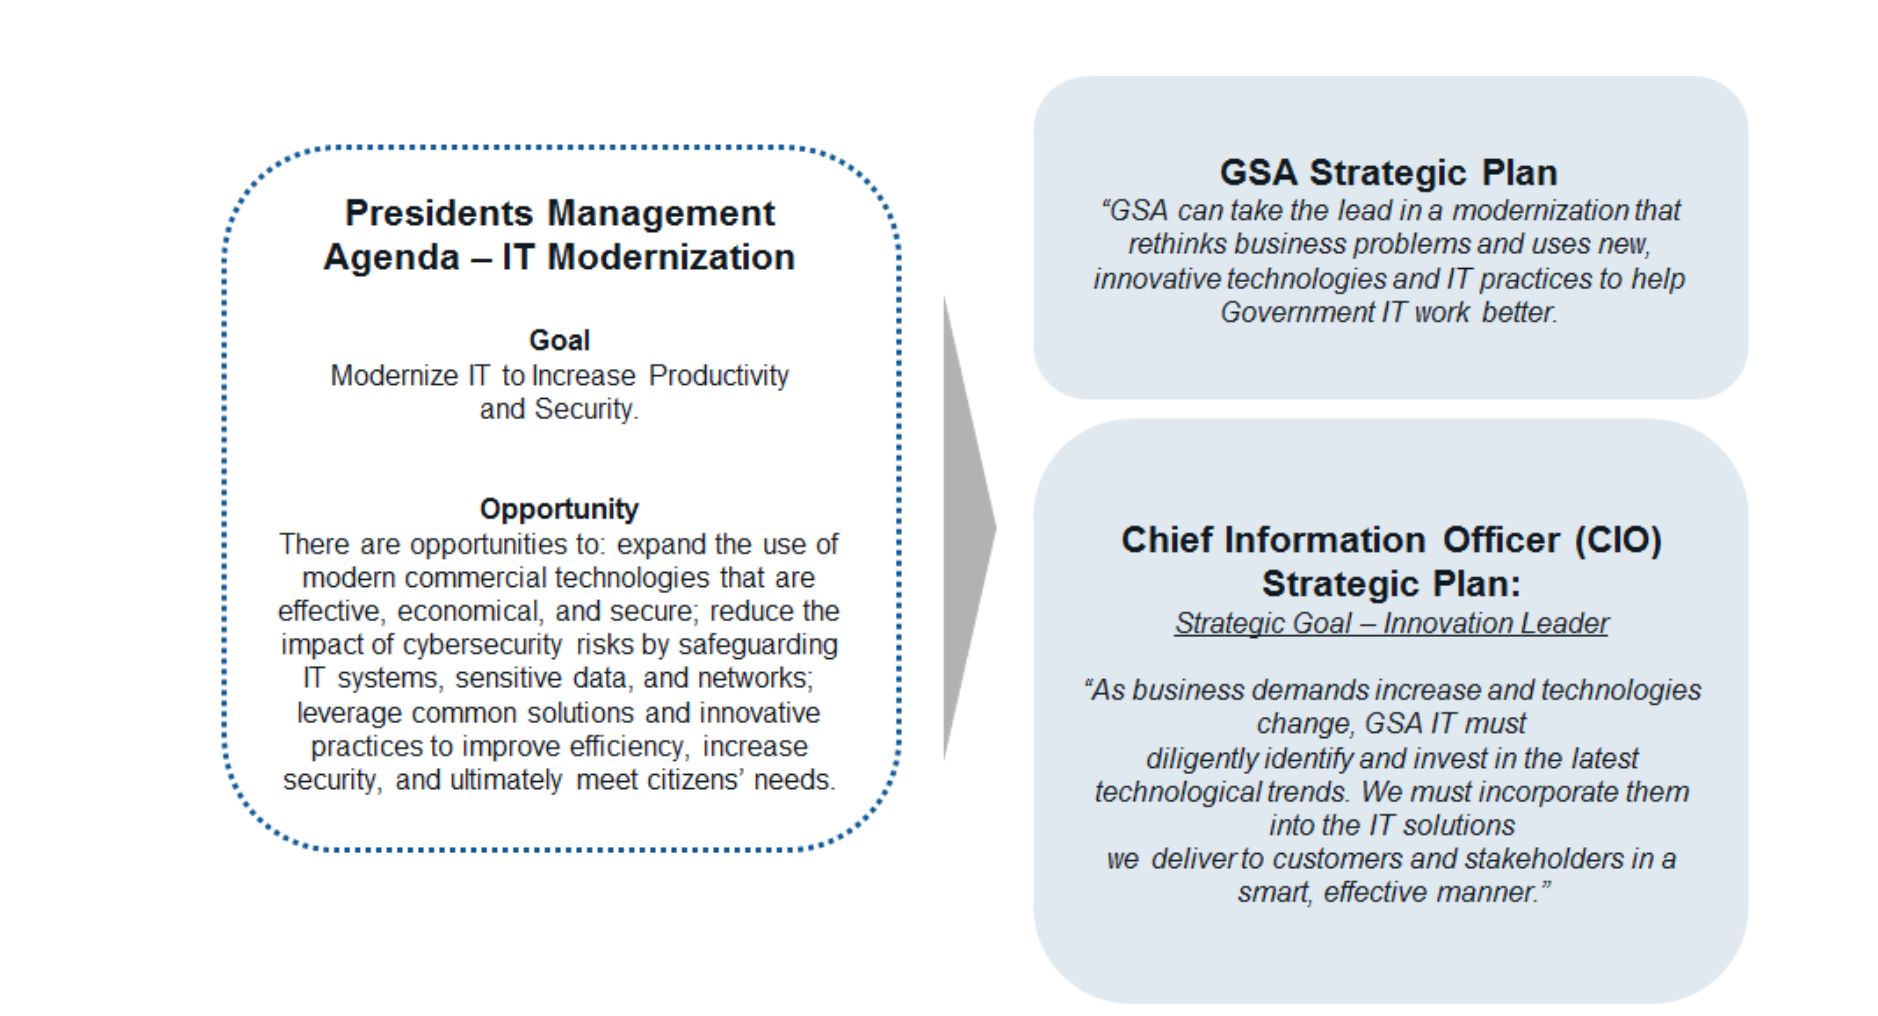 Presidents Management
Agenda – IT Modernization
Goal
Modernize IT to Increase Productivity
and Security.
Opportunity
There are opportunities to: expand the use of
modern commercial technologies that are
effective, economical, and secure; reduce the
impact of cybersecurity risks by safeguarding
IT systems, sensitive data, and networks;
leverage common solutions and innovative
practices to improve efficiency, increase
security, and ultimately meet citizens’ needs.
GSA Strategic Plan
“GSA can take the lead in a modernization that
rethinks business problems and uses new,
innovative technologies and IT practices to help
Government IT work better.
Chief Information Officer (CIO)
Strategic Plan:
Strategic Goal – Innovation Leader
“As business demands increase and technologies
change, GSA IT must
diligently identify and invest in the latest
technological trends. We must incorporate them
into the IT solutions
we deliver to customers and stakeholders in a
smart, effective manner.”